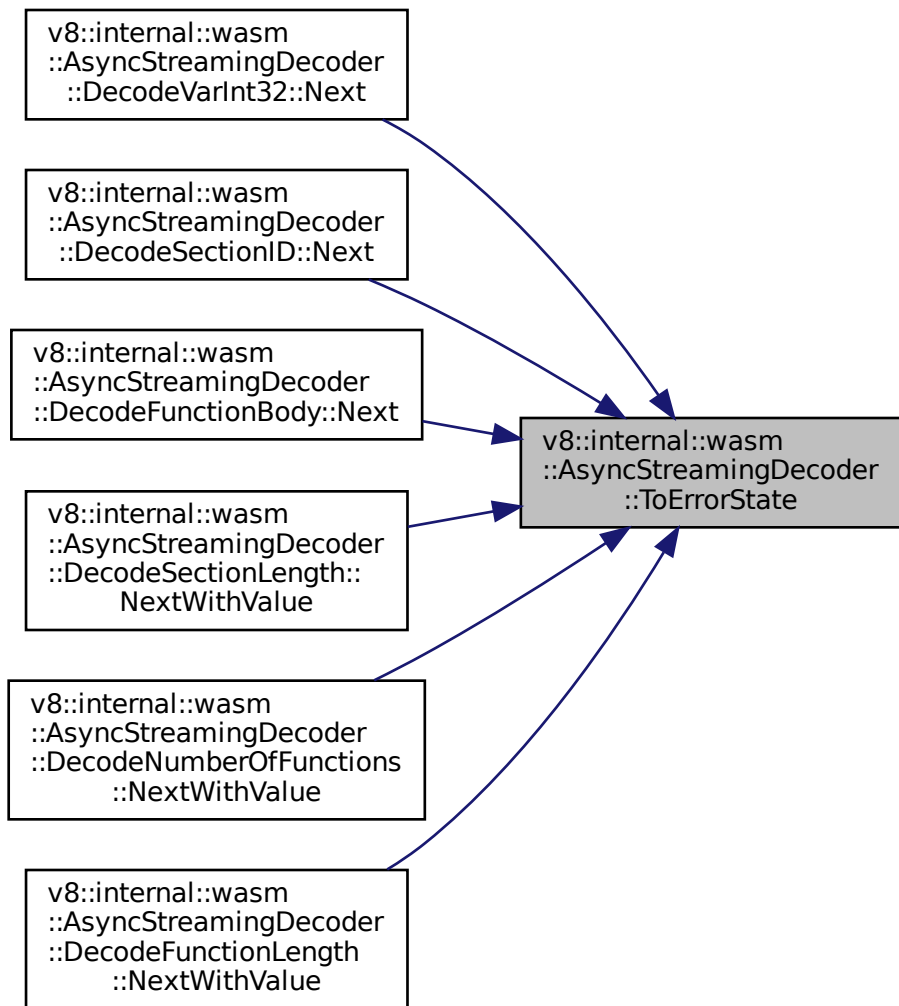 v8::internal::wasm
::AsyncStreamingDecoder
::DecodeVarInt32::Next
v8::internal::wasm
::AsyncStreamingDecoder
::DecodeSectionID::Next
v8::internal::wasm
::AsyncStreamingDecoder
::DecodeFunctionBody::Next
v8::internal::wasm
::AsyncStreamingDecoder
::ToErrorState
v8::internal::wasm
::AsyncStreamingDecoder
::DecodeSectionLength::
NextWithValue
v8::internal::wasm
::AsyncStreamingDecoder
::DecodeNumberOfFunctions
::NextWithValue
v8::internal::wasm
::AsyncStreamingDecoder
::DecodeFunctionLength
::NextWithValue